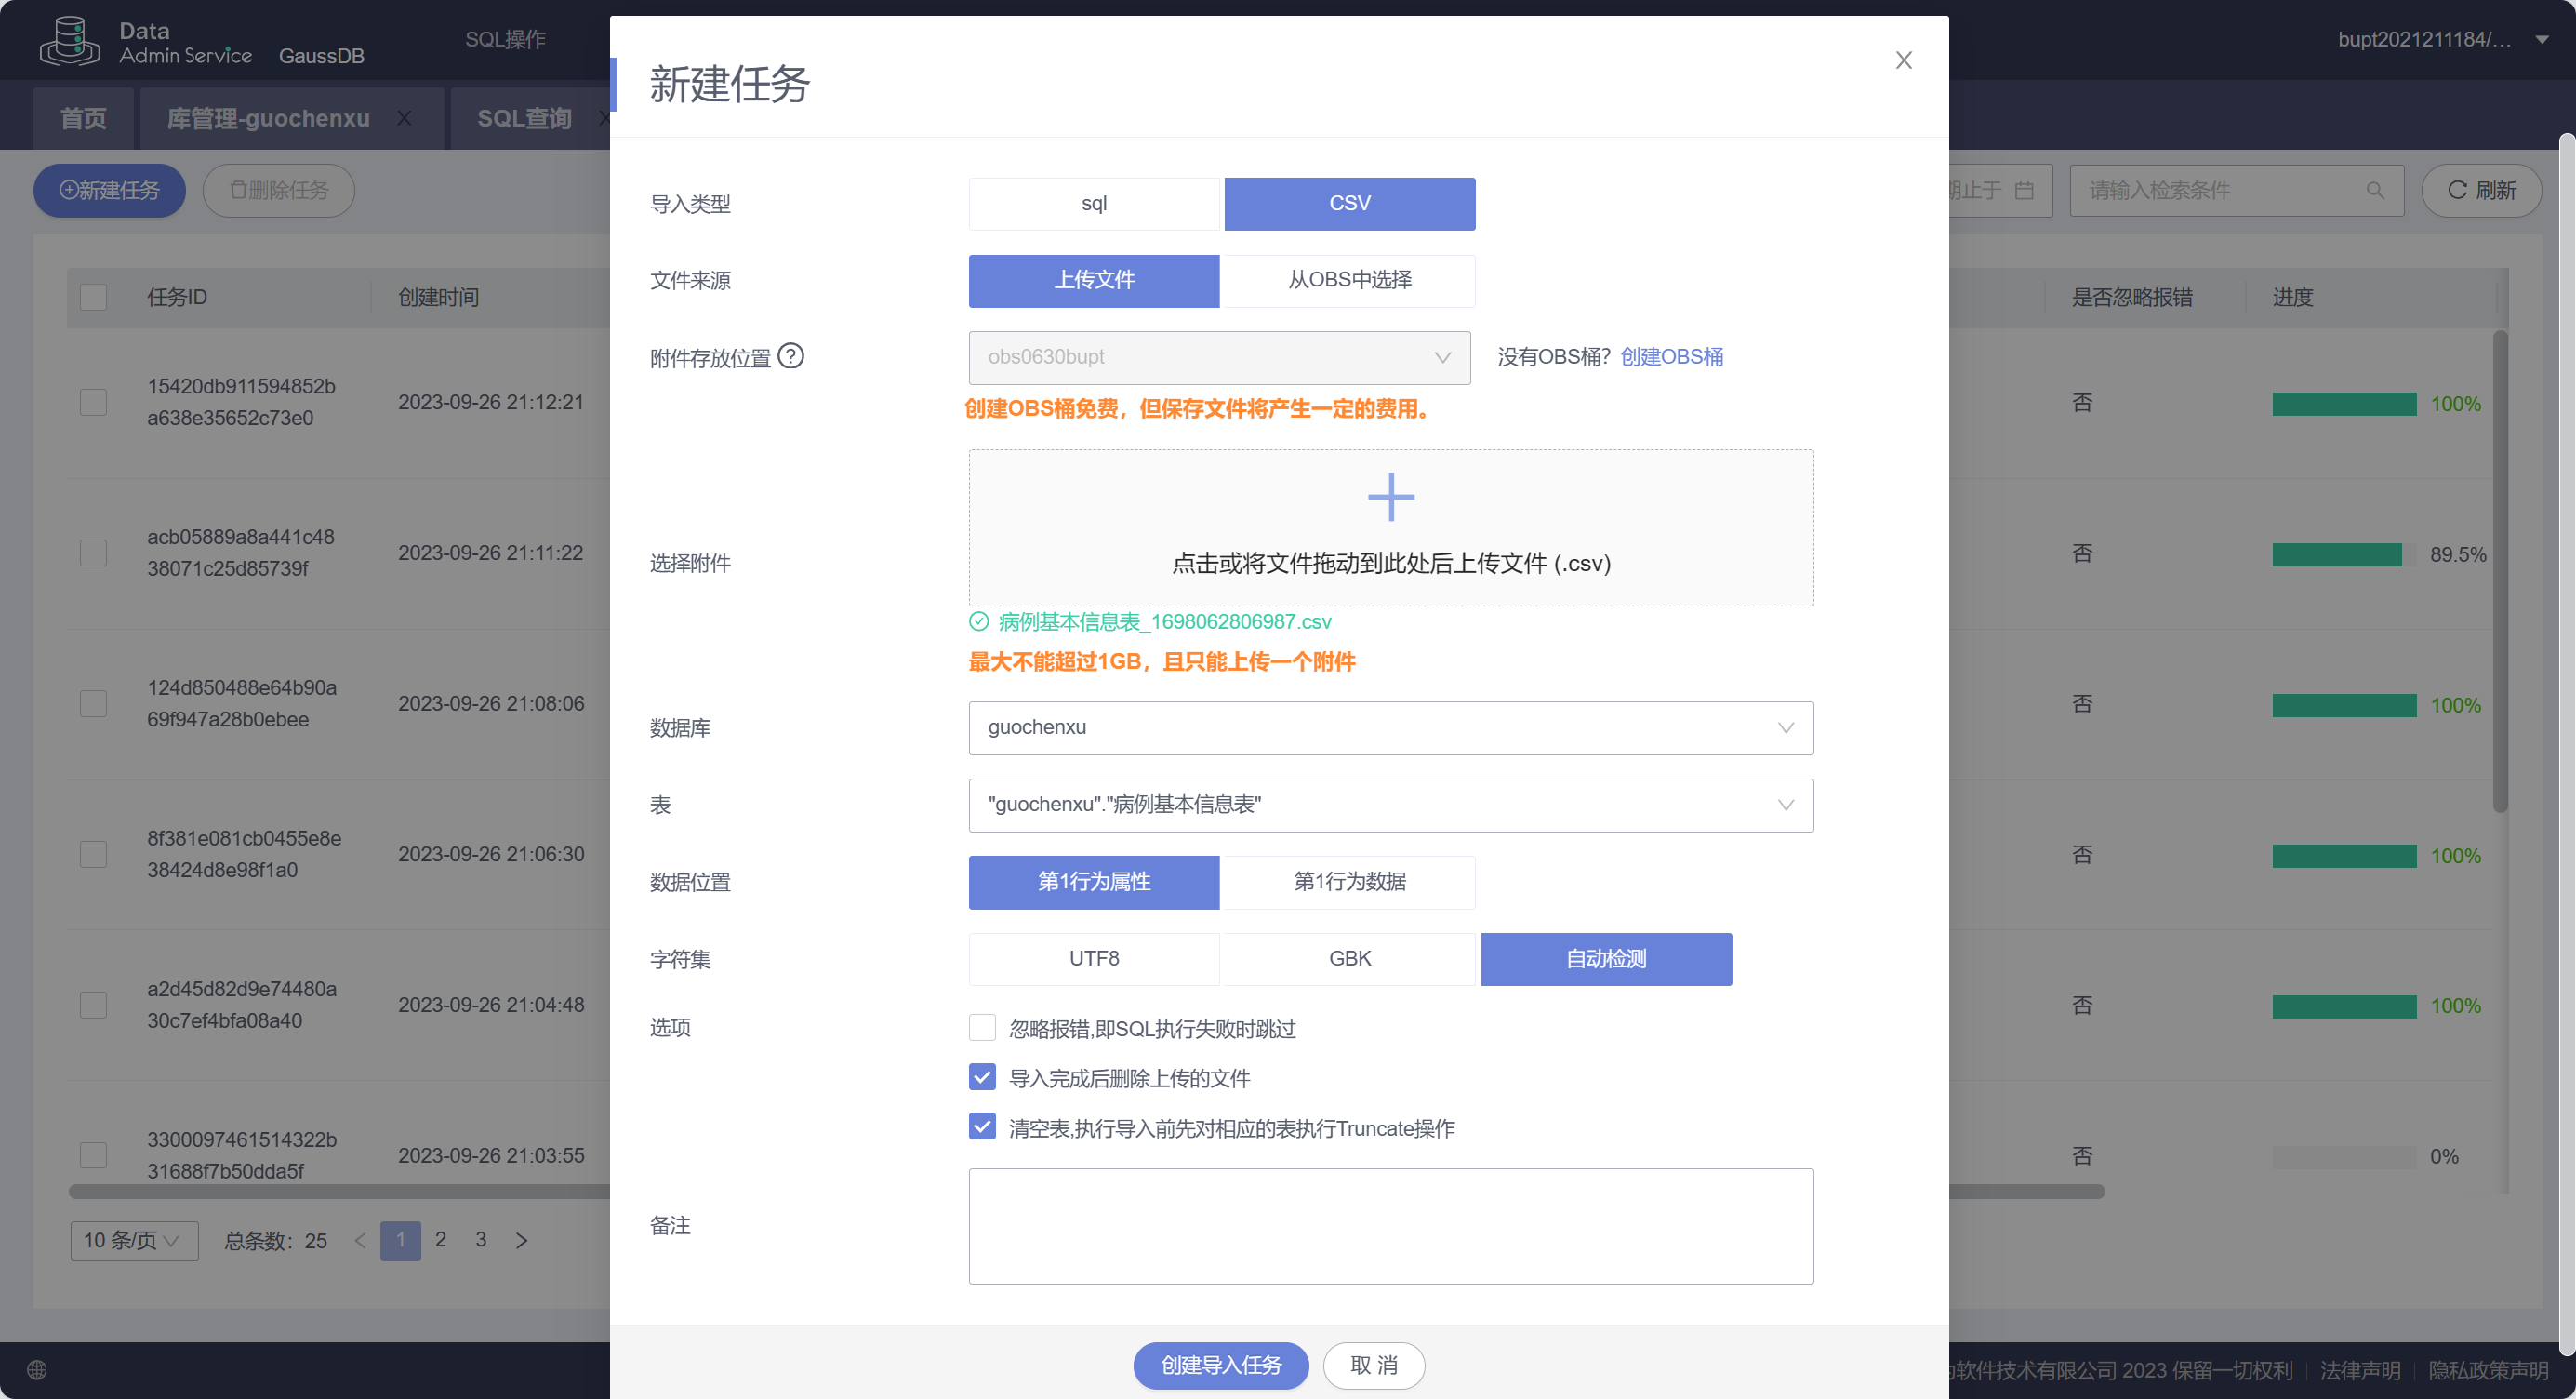 Data
Admin Service
GaussDB
SQL操作
bupt2021211184/...
首页
库管理-guochenxu
SQL查询
新建任务
删除任务
期止于
请输入检索条件
刷新
任务ID
创建时间
是否忽略报错
进度
15420db911594852b
a638e35652c73e0
2023-09-26 21:12:21
否
100%
acb05889a8a441c48
38071c25d85739f
2023-09-26 21:11:22
否
89.5%
124d850488e64b90a
69f947a28b0ebee
2023-09-26 21:08:06
否
100%
8f381e081cb0455e8e
38424d8e98f1a0
2023-09-26 21:06:30
否
100%
a2d45d82d9e74480a
30c7ef4bfa08a40
2023-09-26 21:04:48
否
100%
3300097461514322b
31688f7b50dda5f
2023-09-26 21:03:55
否
0%
10 条/页
总条数：25
1
2
3
新建任务
导入类型
sql
CSV
文件来源
上传文件
从OBS中选择
附件存放位置
obs0630bupt
没有OBS桶？创建OBS桶
创建OBS桶免费，但保存文件将产生一定的费用。
选择附件
点击或将文件拖动到此处后上传文件 (.csv)
病例基本信息表_1698062806987.csv
最大不能超过1GB，且只能上传一个附件
数据库
guochenxu
表
"guochenxu"."病例基本信息表"
数据位置
第1行为属性
第1行为数据
字符集
UTF8
GBK
自动检测
选项
忽略报错,即SQL执行失败时跳过
导入完成后删除上传的文件
清空表,执行导入前先对相应的表执行Truncate操作
备注
创建导入任务
取 消
软件技术有限公司 2023 保留一切权利
法律声明
隐私政策声明